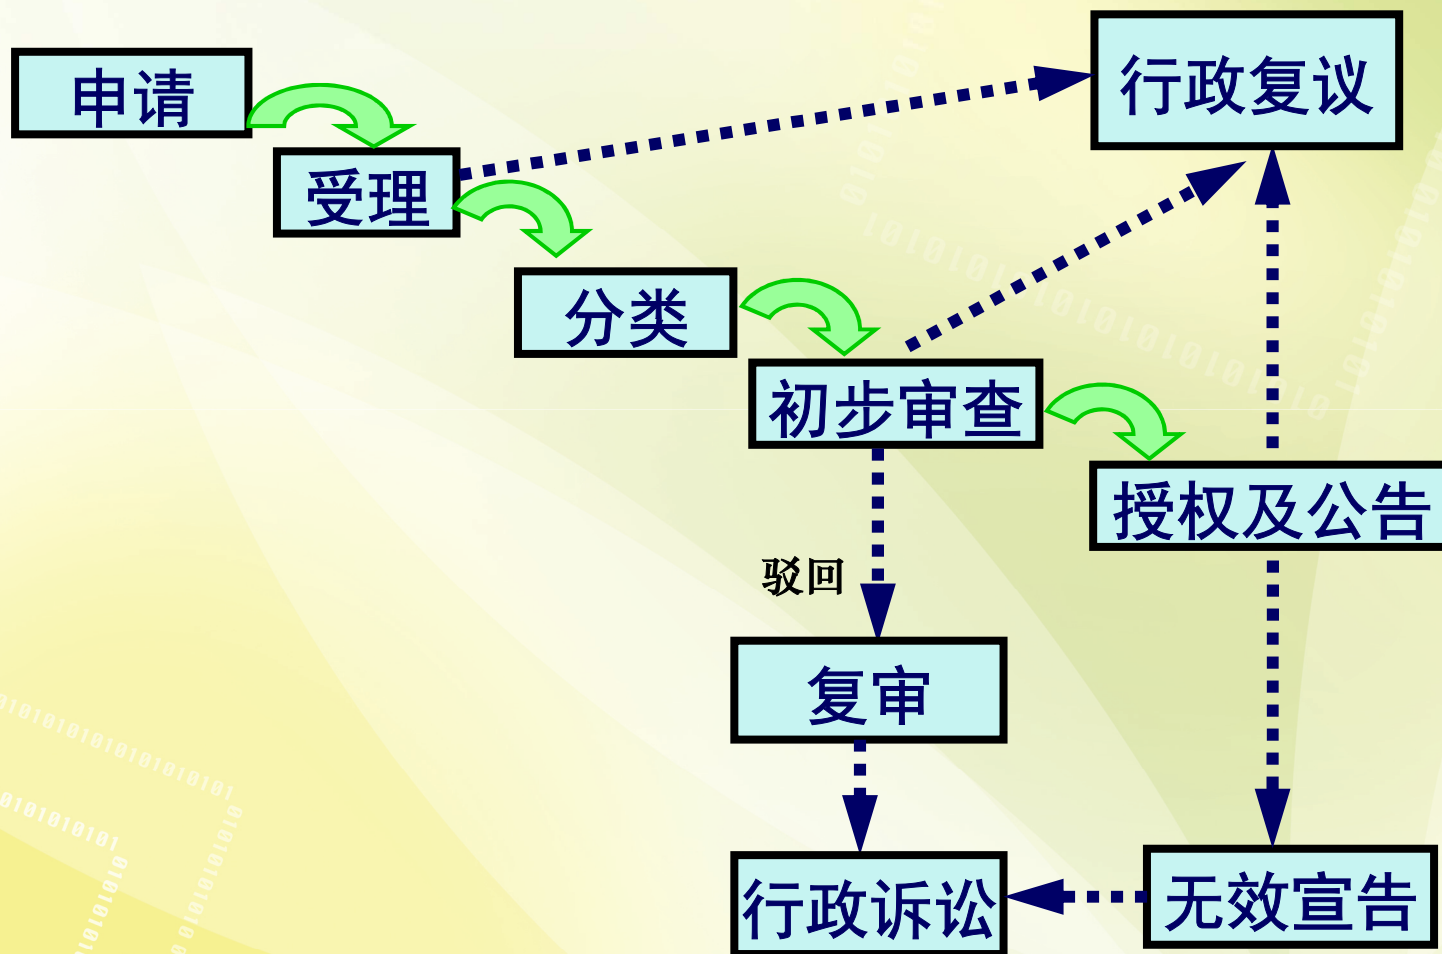 申请
行政复议
受理
分类
初步审查
授权及公告
驳回
复审
行政诉讼
无效宣告